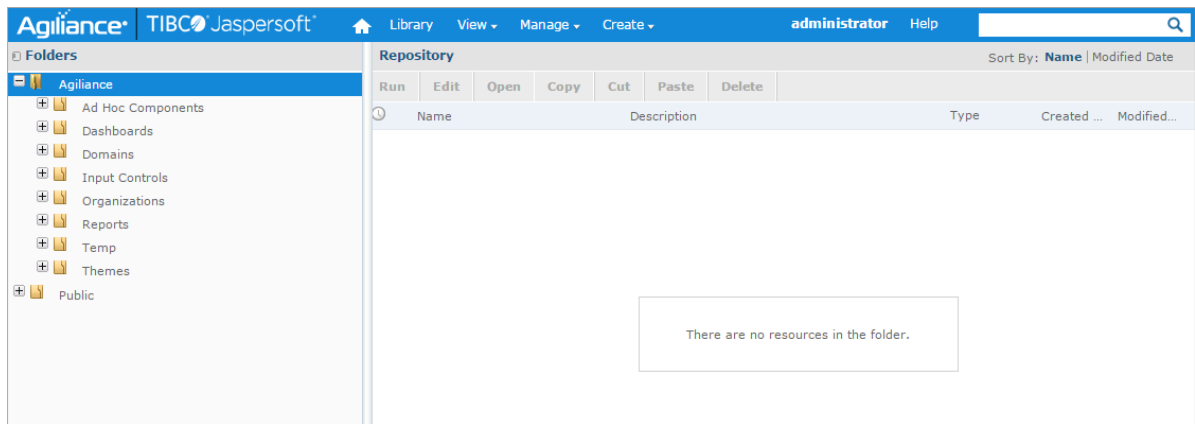 Agiliance TIBCO Jaspersoft Library View Manage Create administrator Help
Folders
Agiliance
Ad Hoc Components
Dashboards
Domains
Input Controls
Organizations
Reports
Temp
Themes
Public
Repository Sort By: Name | Modified Date
Run Edit Open Copy Cut Paste Delete
Name Description Type Created ... Modified...
There are no resources in the folder.